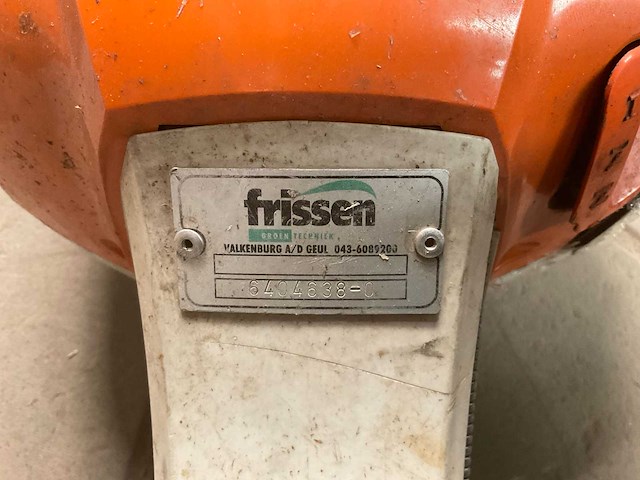 frissen
GROEN TECHNIEK
VALKENBURG A/D GEUL 043-6089200
6404638-0